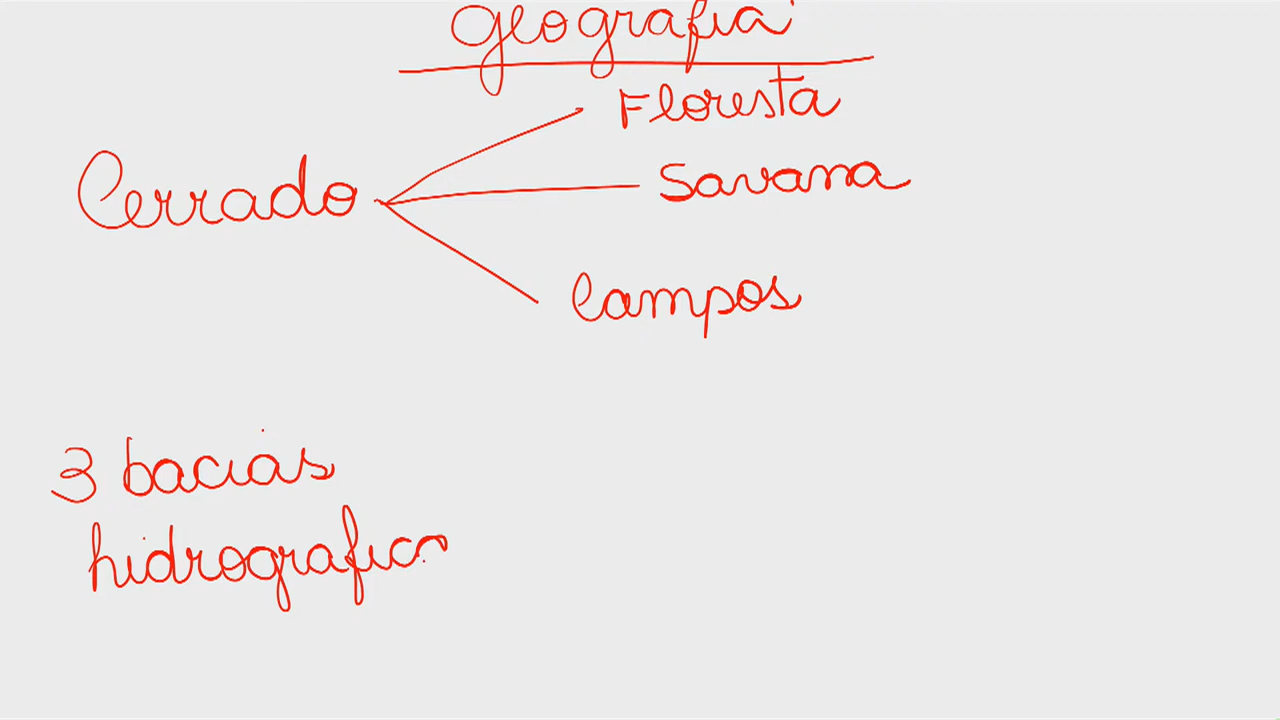 Geografia
Floresta
Cerrado
Savana
Campos
3 bacias
hidrografica